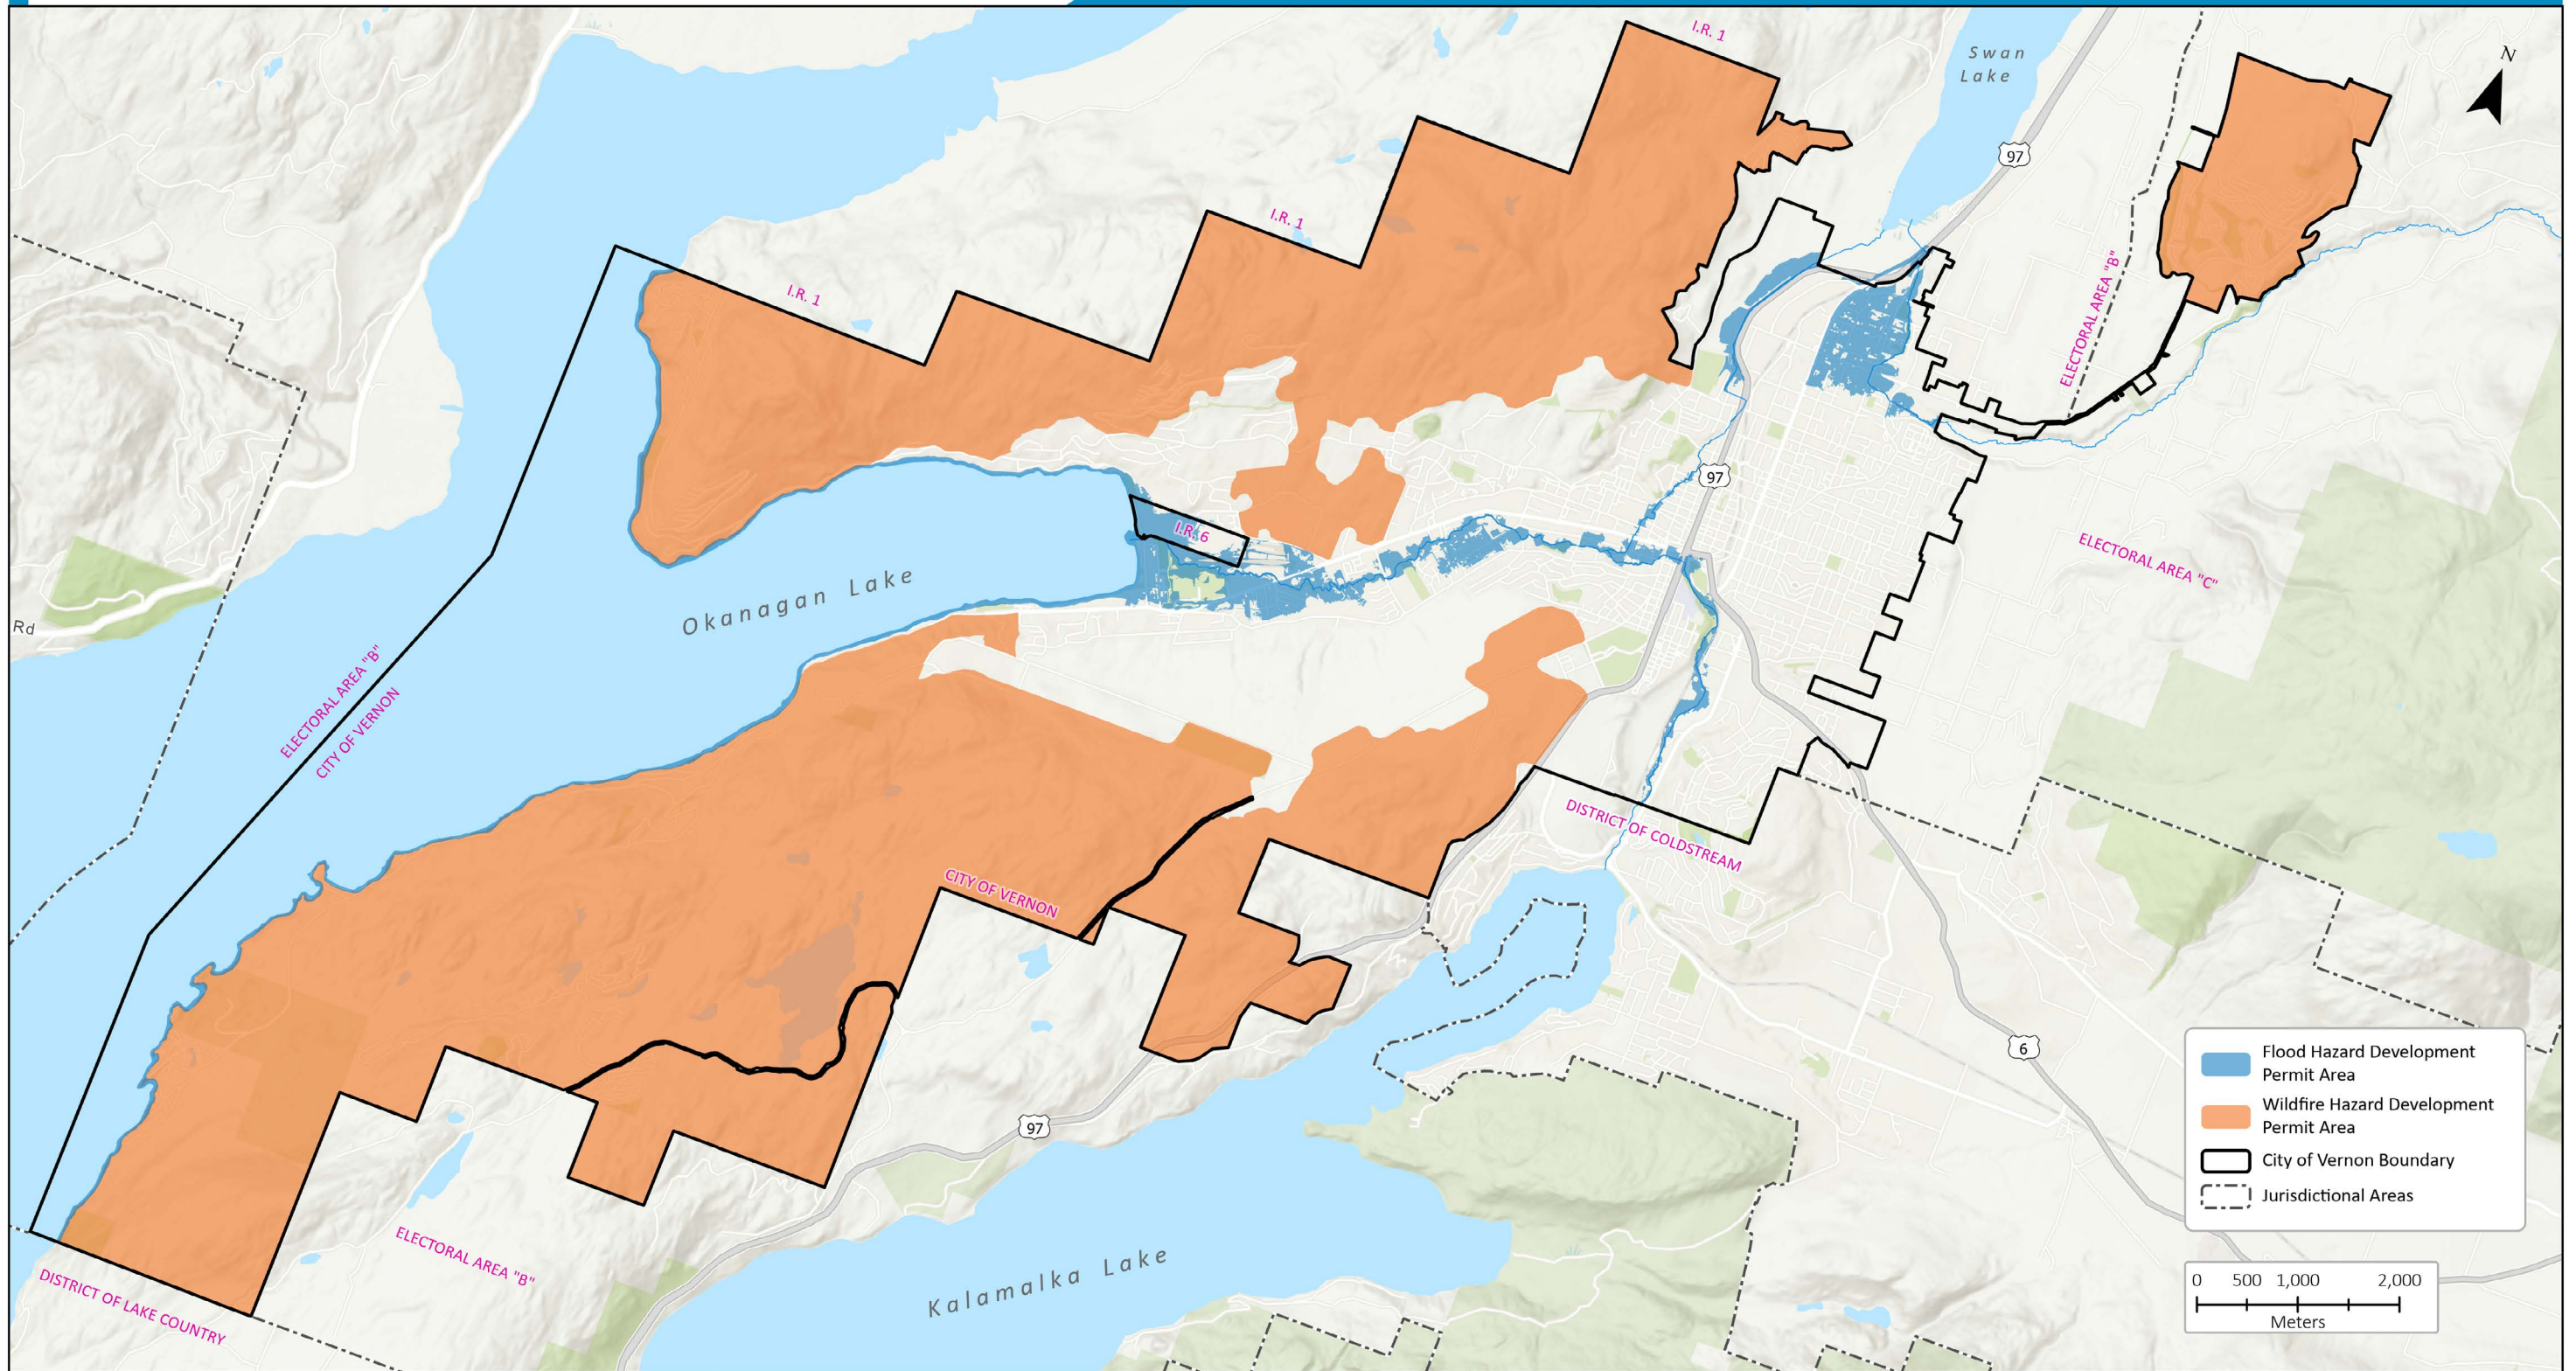 I.R. 1
Swan
Lake
N
97
I.R. 1
I.R. 1
ELECTORAL AREA "B"
97
I.R. 6
ELECTORAL AREA "C"
Okanagan Lake
Rd
ELECTORAL AREA "B"
CITY OF VERNON
DISTRICT OF COLDSTREAM
CITY OF VERNON
6
97
ELECTORAL AREA "B"
Kalamalka Lake
DISTRICT OF LAKE COUNTRY
Flood Hazard Development
Permit Area
Wildfire Hazard Development
Permit Area
City of Vernon Boundary
Jurisdictional Areas
0 500 1,000 2,000
Meters